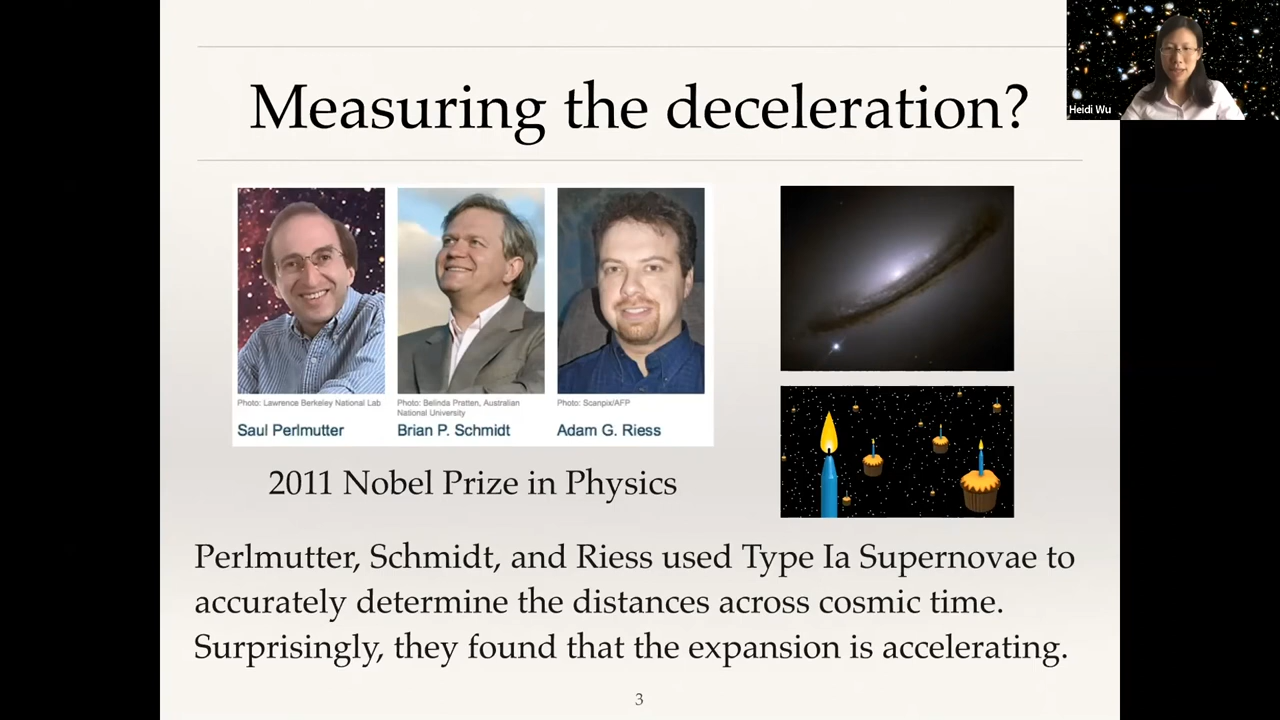 Measuring the deceleration?
Heidi Wu
Photo: Lawrence Berkeley National Lab
Photo: Belinda Pratten, Australian
National University
Photo: Scanpix/AFP
Saul Perlmutter
Brian P. Schmidt
Adam G. Riess
2011 Nobel Prize in Physics
Perlmutter, Schmidt, and Riess used Type Ia Supernovae to
accurately determine the distances across cosmic time.
Surprisingly, they found that the expansion is accelerating.
3